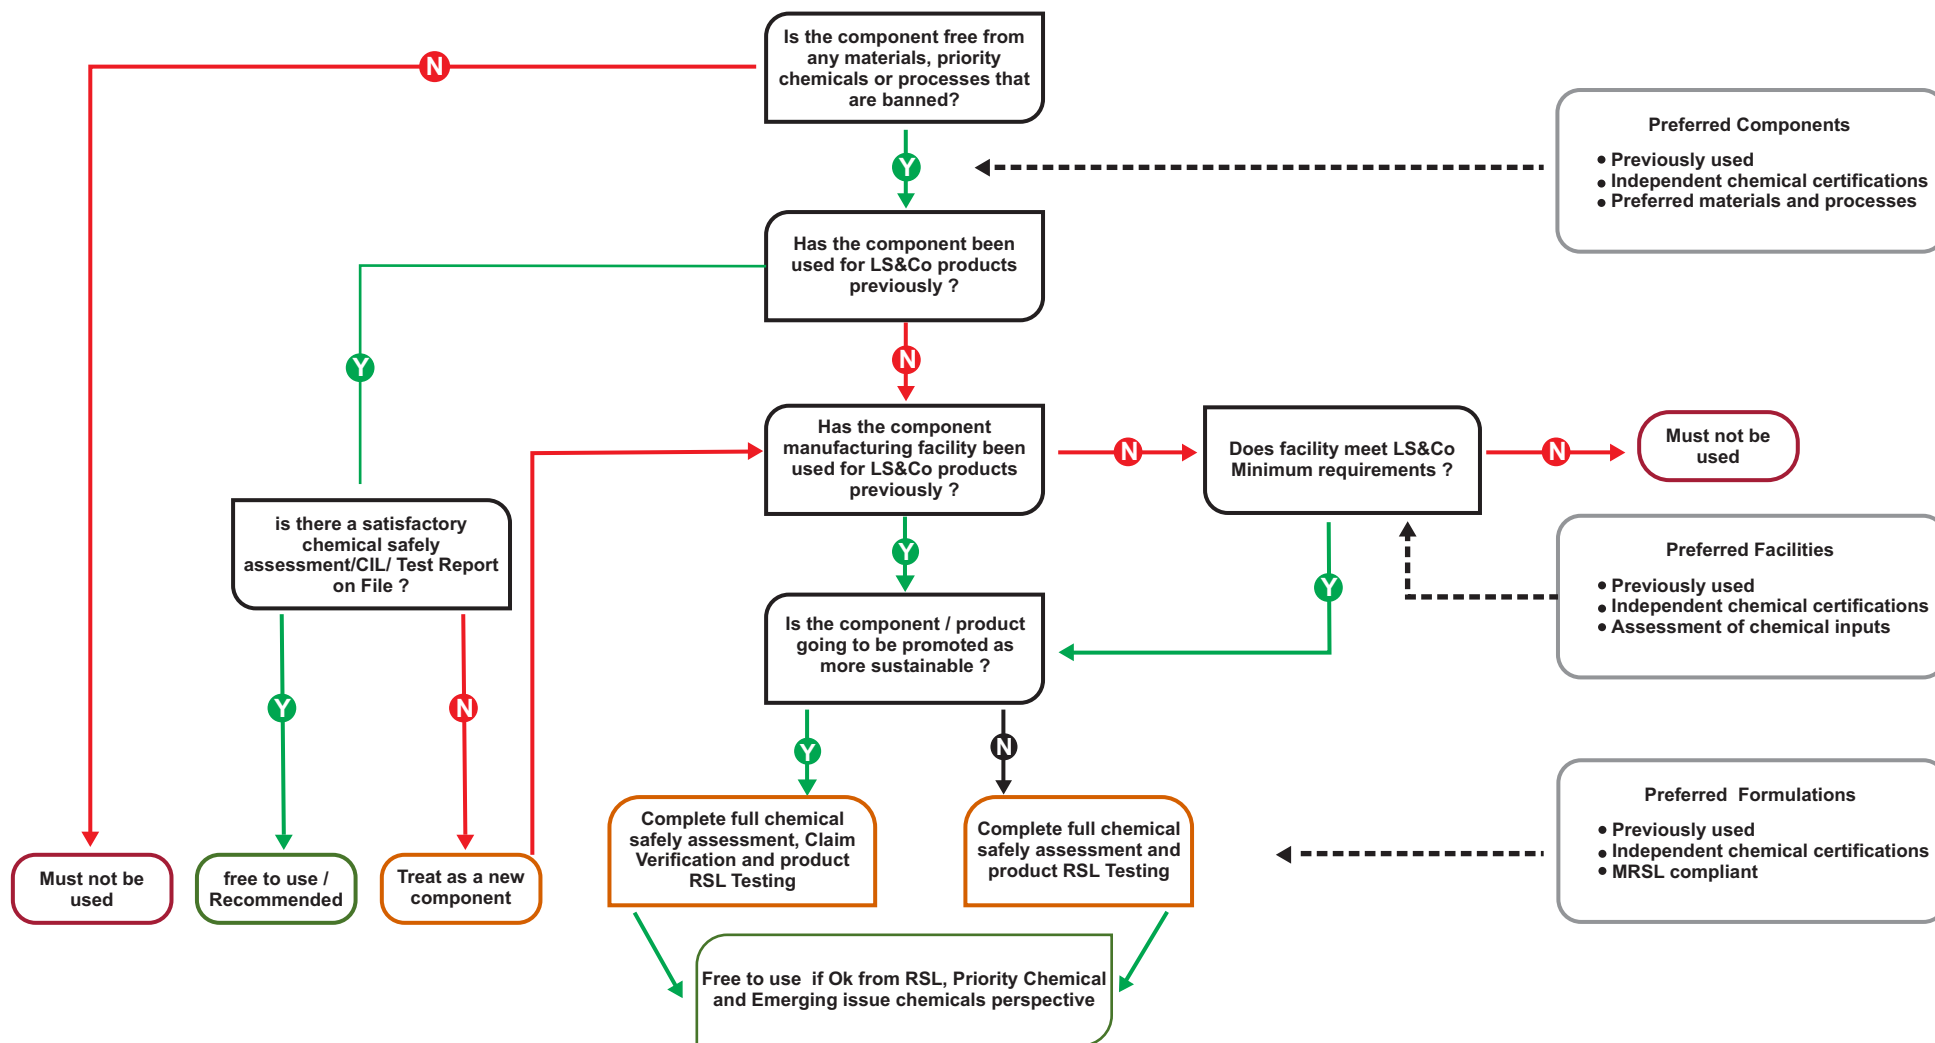 Is the component free from
any materials, priority
chemicals or processes that
are banned?
N
Preferred Components
• Previously used
• Independent chemical certifications
• Preferred materials and processes
Y
Has the component been
used for LS&Co products
previously ?
Y
N
Has the component
manufacturing facility been
used for LS&Co products
previously ?
N
Does facility meet LS&Co
Minimum requirements ?
N
Must not be
used
is there a satisfactory
chemical safely
assessment/CIL/ Test Report
on File ?
Y
Y
Preferred Facilities
• Previously used
• Independent chemical certifications
• Assessment of chemical inputs
Is the component / product
going to be promoted as
more sustainable ?
Y
N
Y
N
Must not be
used
free to use /
Recommended
Treat as a new
component
Complete full chemical
safely assessment, Claim
Verification and product
RSL Testing
Complete full chemical
safely assessment and
product RSL Testing
Preferred  Formulations
• Previously used
• Independent chemical certifications
• MRSL compliant
Free to use  if Ok from RSL, Priority Chemical
and Emerging issue chemicals perspective